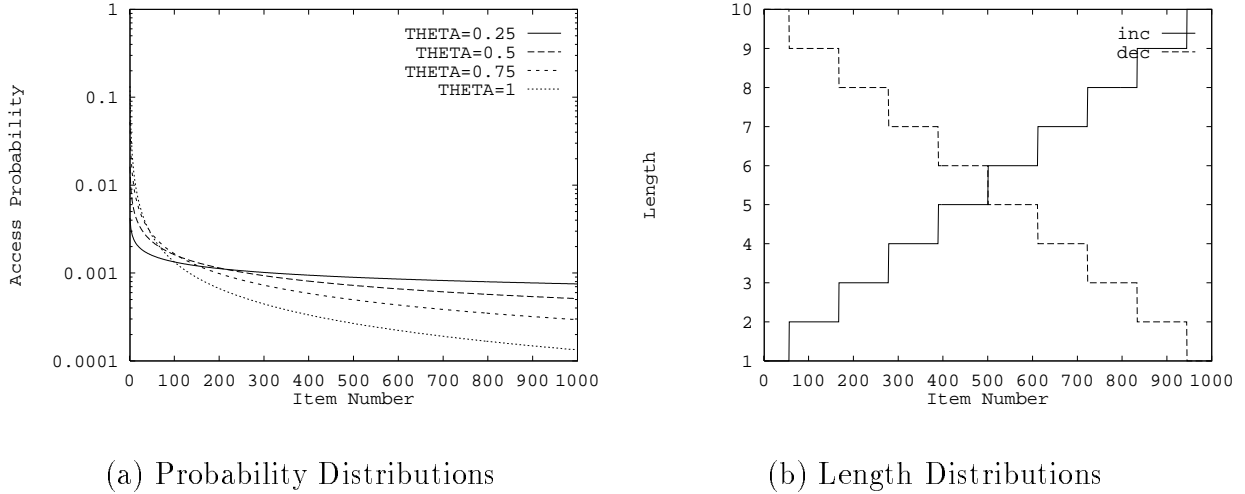 1
0.1
0.01
0.001
0.0001
Access Probability
THETA=0.25
THETA=0.5
THETA=0.75
THETA=1
0 100 200 300 400 500 600 700 800 900 1000
Item Number
(a) Probability Distributions
10
9
8
7
6
5
4
3
2
1
Length
inc
dec
0 100 200 300 400 500 600 700 800 900 1000
Item Number
(b) Length Distributions